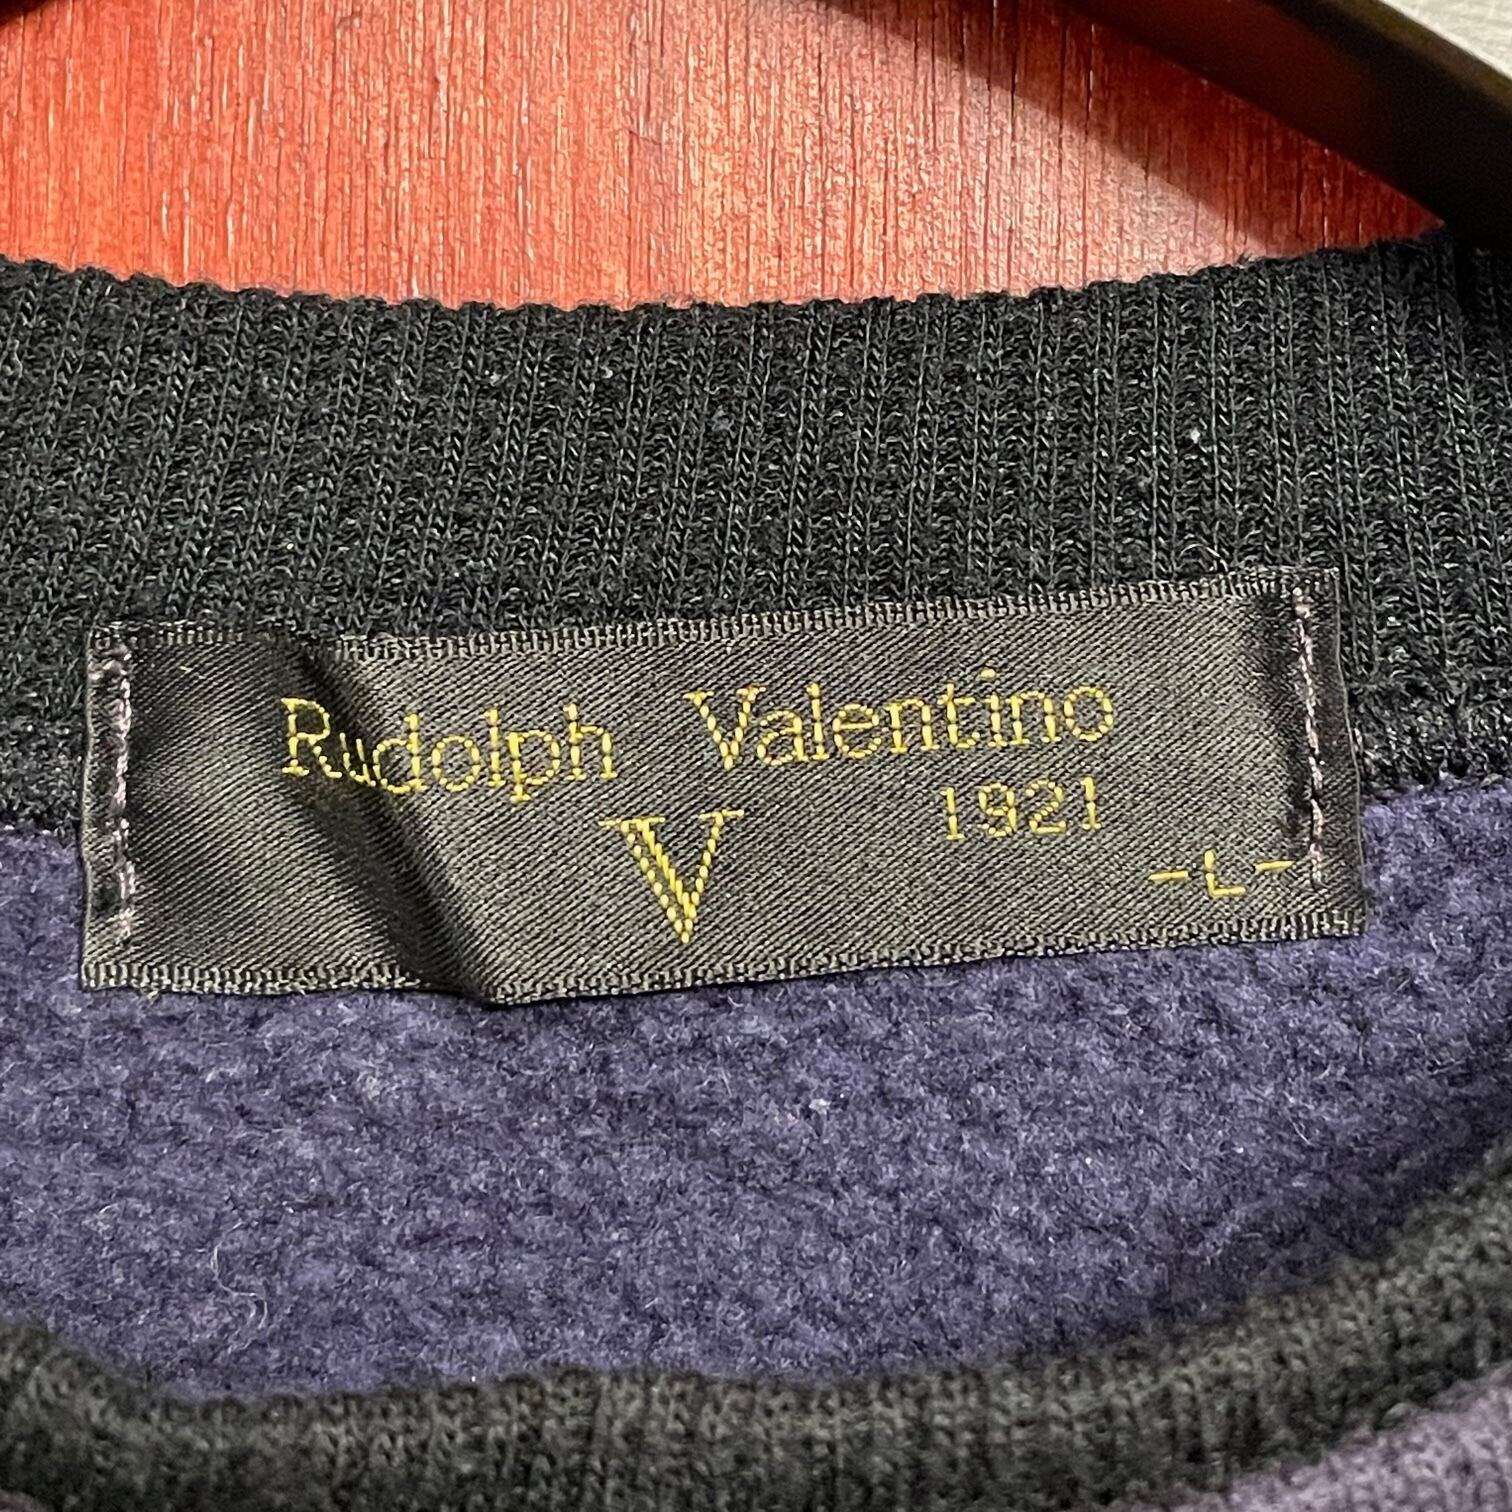 Rudolph Valentino
1921
V
-L-